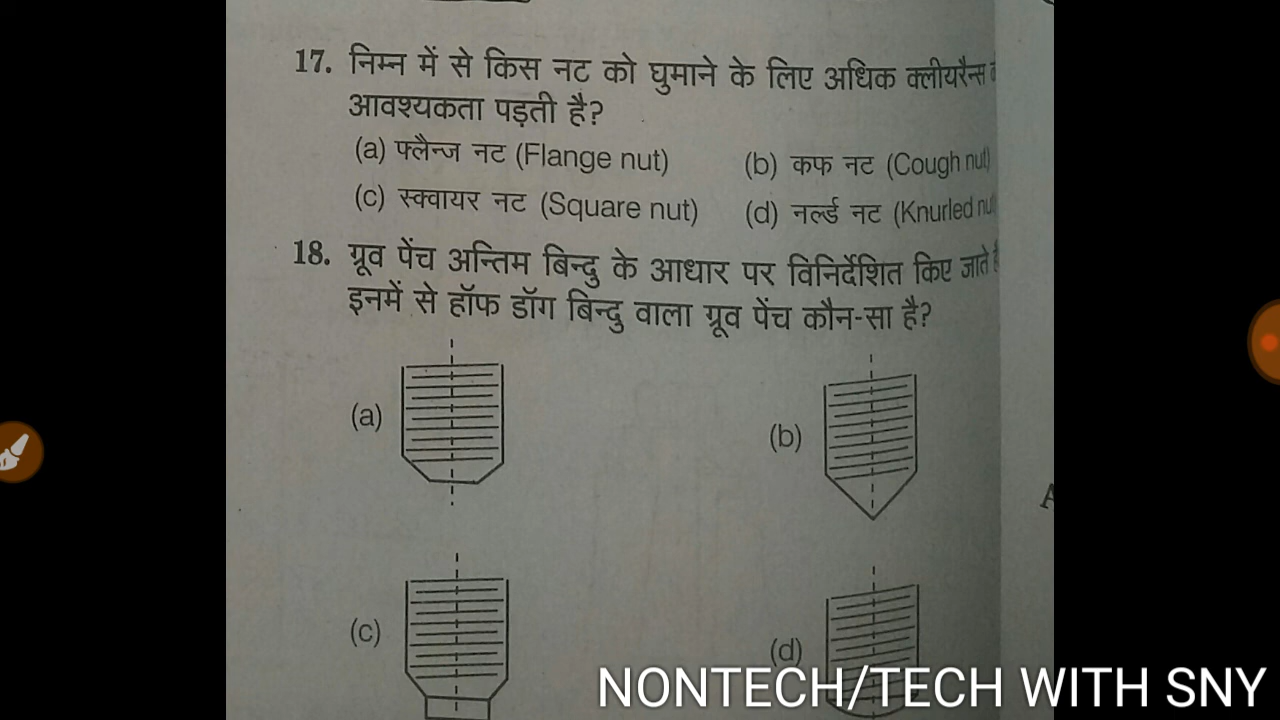 17. निम्न में से किस नट को घुमाने के लिए अधिक क्लीयरैन्स
आवश्यकता पड़ती है?
(a) फ्लैन्ज नट (Flange nut) (b) कफ नट (Cough nut)
(c) स्क्वायर नट (Square nut) (d) नर्ल्ड नट (Knurled nu
18. ग्रूव पेंच अन्तिम बिन्दु के आधार पर विनिर्देशित किए जाते
इनमें से हॉफ डॉग बिन्दु वाला ग्रूव पेंच कौन-सा है?
(a) (b)
(c) (d)
NONTECH/TECH WITH SNY